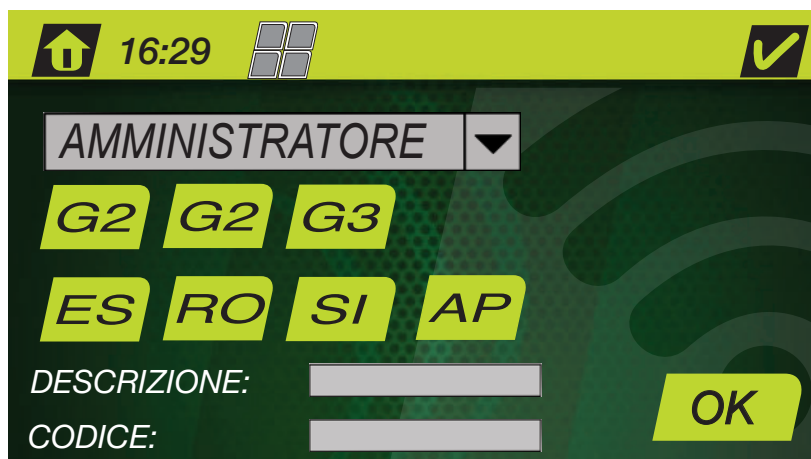 16:29
AMMINISTRATORE
G2 G2 G3
ES RO SI AP
DESCRIZIONE:
OK
CODICE: